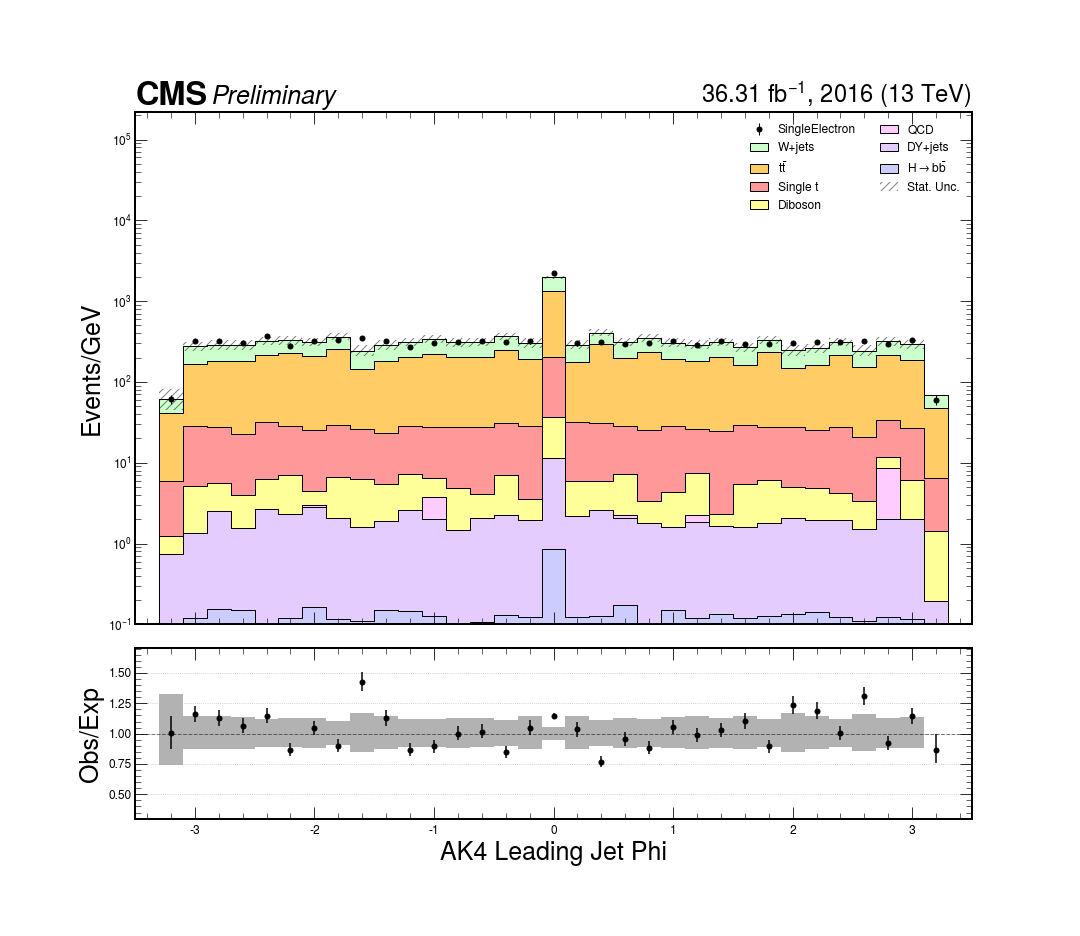 CMS Preliminary 36.31 fb⁻¹, 2016 (13 TeV)
SingleElectron QCD
W+jets DY+jets
tt̄ H→bb̄
Single t Stat. Unc.
Diboson
10⁵
10⁴
10³
10²
10¹
10⁰
10⁻¹
Events/GeV
1.50
1.25
1.00
0.75
0.50
Obs/Exp
-3 -2 -1 0 1 2 3
AK4 Leading Jet Phi